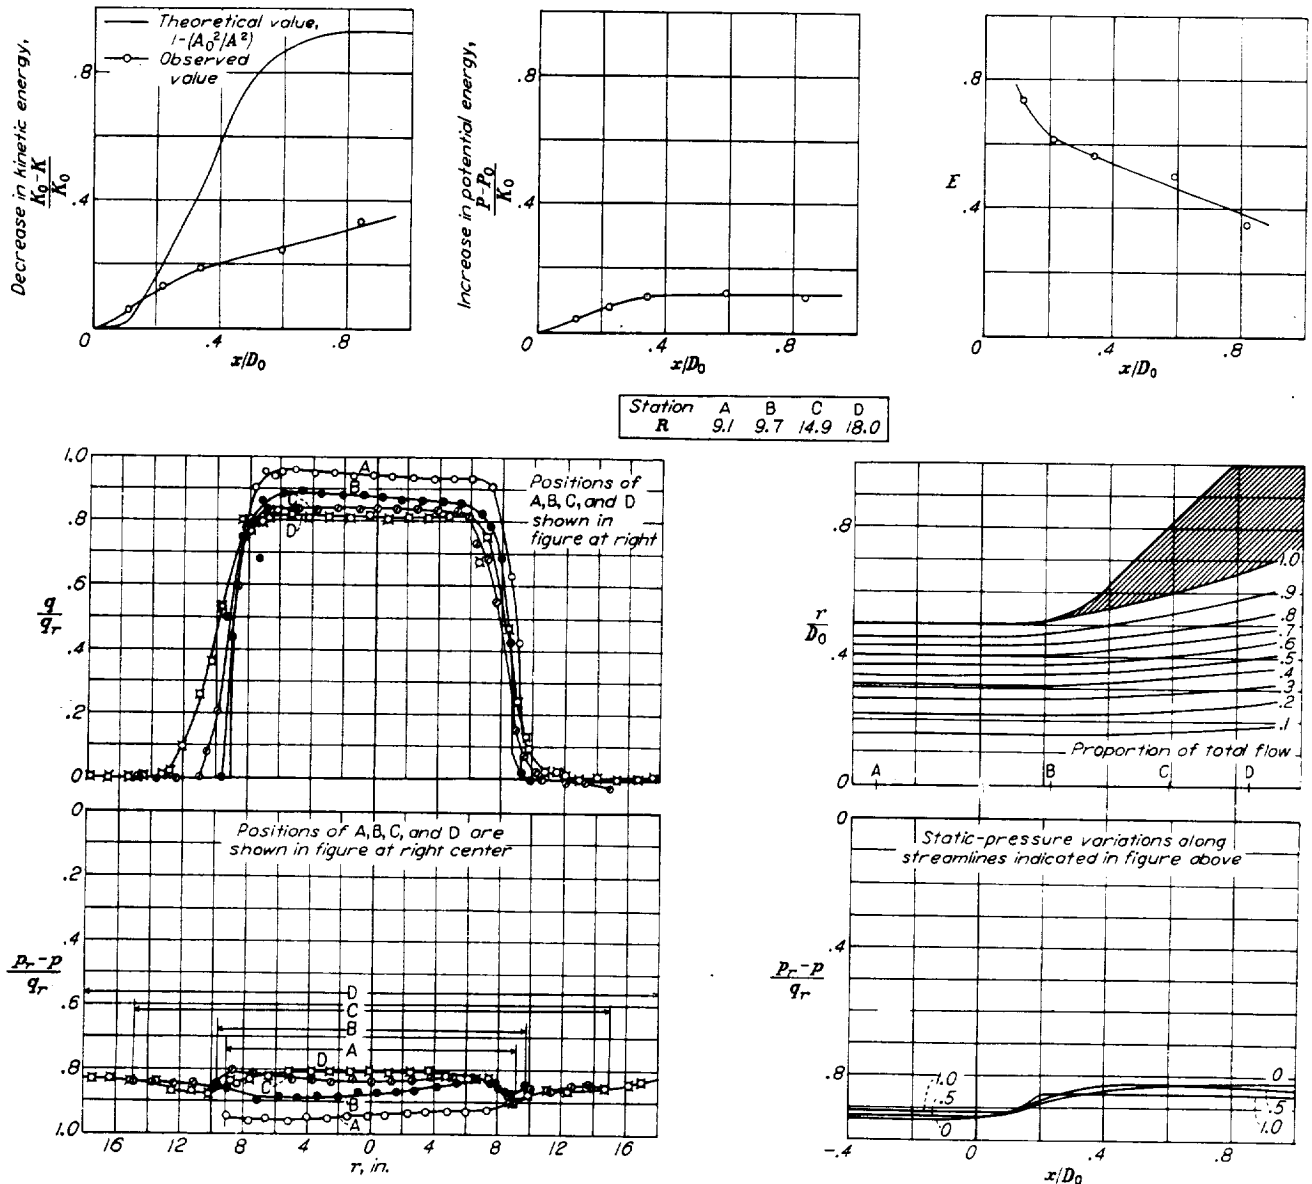 Decrease in kinetic energy,
K₀-K
K₀
Theoretical value,
1-(A₀²/A²)
Observed
value
.8
.4
0
.4
.8
x/D₀
Increase in potential energy,
P-P₀
K₀
.8
.4
0
.4
.8
x/D₀
E
.8
.4
0
.4
.8
x/D₀
Station A B C D
R 9.1 9.7 14.9 18.0
q
qᵣ
1.0
.8
.6
.4
.2
0
A
B
C
D
Positions of
A,B,C, and D
shown in
figure at right
r
D₀
.8
.4
0
1.0
.9
.8
.7
.6
.5
.4
.3
.2
.1
Proportion of total flow
A B C D
pᵣ-p
qᵣ
0
.2
.4
.6
.8
1.0
Positions of A,B,C, and D are
shown in figure at right center
D
C
B
A
D
C
B
A
16 12 8 4 0 4 8 12 16
r, in.
pᵣ-p
qᵣ
0
.4
.8
Static-pressure variations along
streamlines indicated in figure above
1.0
.5
0
0
.5
1.0
-.4 0 .4 .8
x/D₀